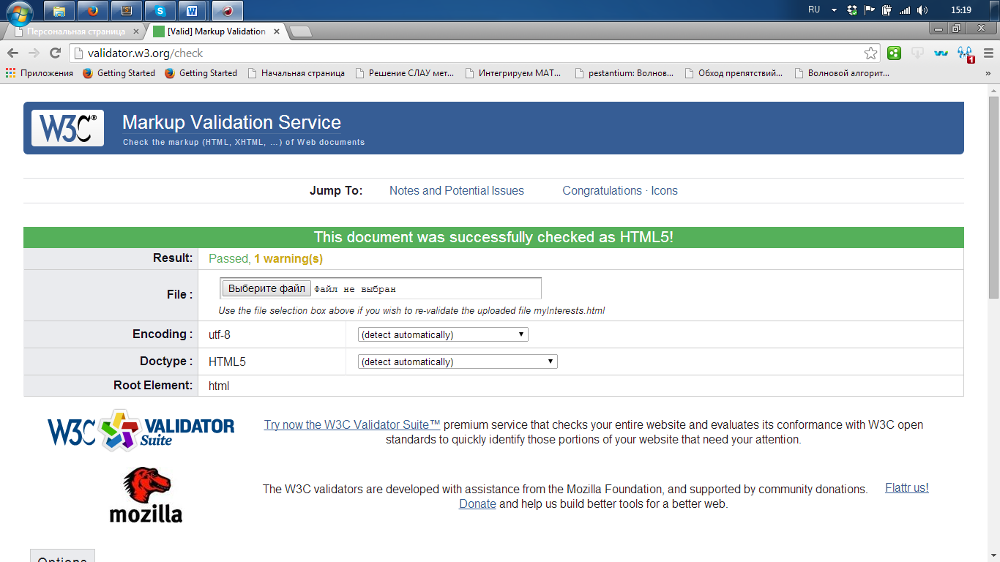 RU
15:19
Персональная страница
[Valid] Markup Validation
validator.w3.org/check
1
Приложения
Getting Started
Getting Started
Начальная страница
Решение СЛАУ мет...
Интегрируем MAT...
pestantium: Волнов...
Обход препятствий...
Волновой алгорит...
»
W3C®
Markup Validation Service
Check the markup (HTML, XHTML, …) of Web documents
Jump To: Notes and Potential Issues Congratulations · Icons
This document was successfully checked as HTML5!
Result: Passed, 1 warning(s)
File : Выберите файл Файл не выбран
Use the file selection box above if you wish to re-validate the uploaded file myInterests.html
Encoding : utf-8 (detect automatically)
Doctype : HTML5 (detect automatically)
Root Element: html
W3C VALIDATOR Suite
Try now the W3C Validator Suite™ premium service that checks your entire website and evaluates its conformance with W3C open
standards to quickly identify those portions of your website that need your attention.
mozilla
The W3C validators are developed with assistance from the Mozilla Foundation, and supported by community donations.
Donate and help us build better tools for a better web.
Flattr us!
Options